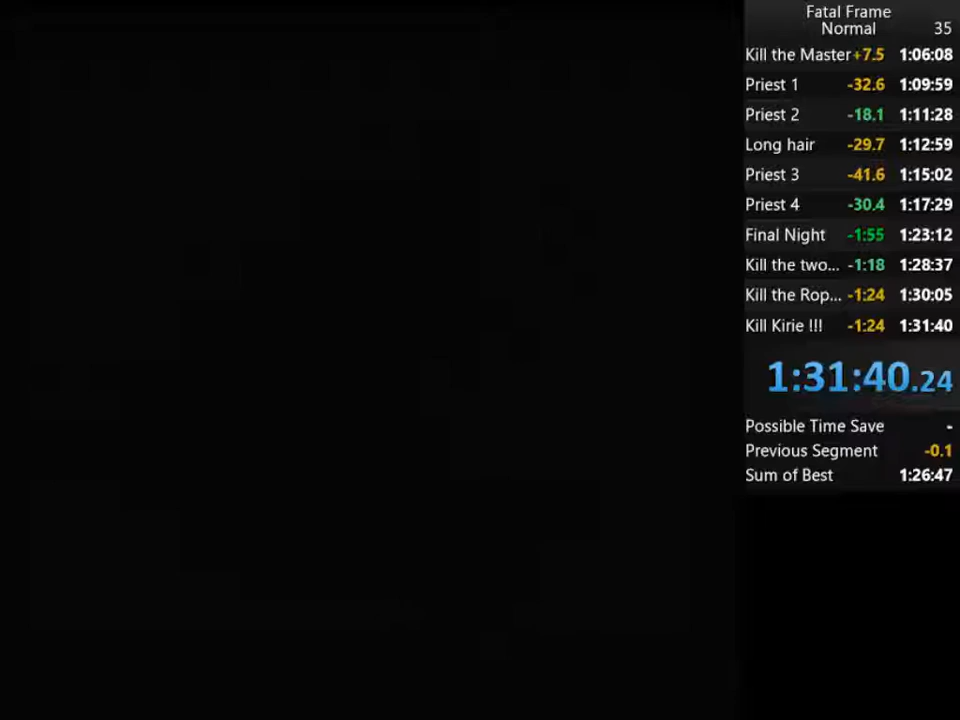 Fatal Frame
Normal 35
Kill the Master +7.5 1:06:08
Priest 1 -32.6 1:09:59
Priest 2 -18.1 1:11:28
Long hair -29.7 1:12:59
Priest 3 -41.6 1:15:02
Priest 4 -30.4 1:17:29
Final Night -1:55 1:23:12
Kill the two... -1:18 1:28:37
Kill the Rop... -1:24 1:30:05
Kill Kirie !!! -1:24 1:31:40
1:31:40.24
Possible Time Save -
Previous Segment -0.1
Sum of Best 1:26:47